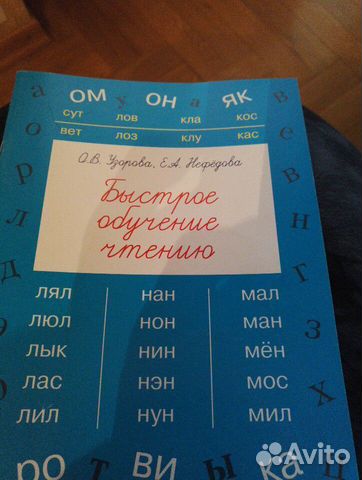 ом у он а як
сут лов кла кос
вет лоз клу кас
О.В. Узорова, Е.А. Нефёдова
Быстрое
обучение
чтению
лял нан мал
люл нон ман
лык нин мён
лас нэн мос
лил нун мил
ро т ви ы ка ц
а
о
р
л
д
э
в
е
в
н
г
з
х
Avito